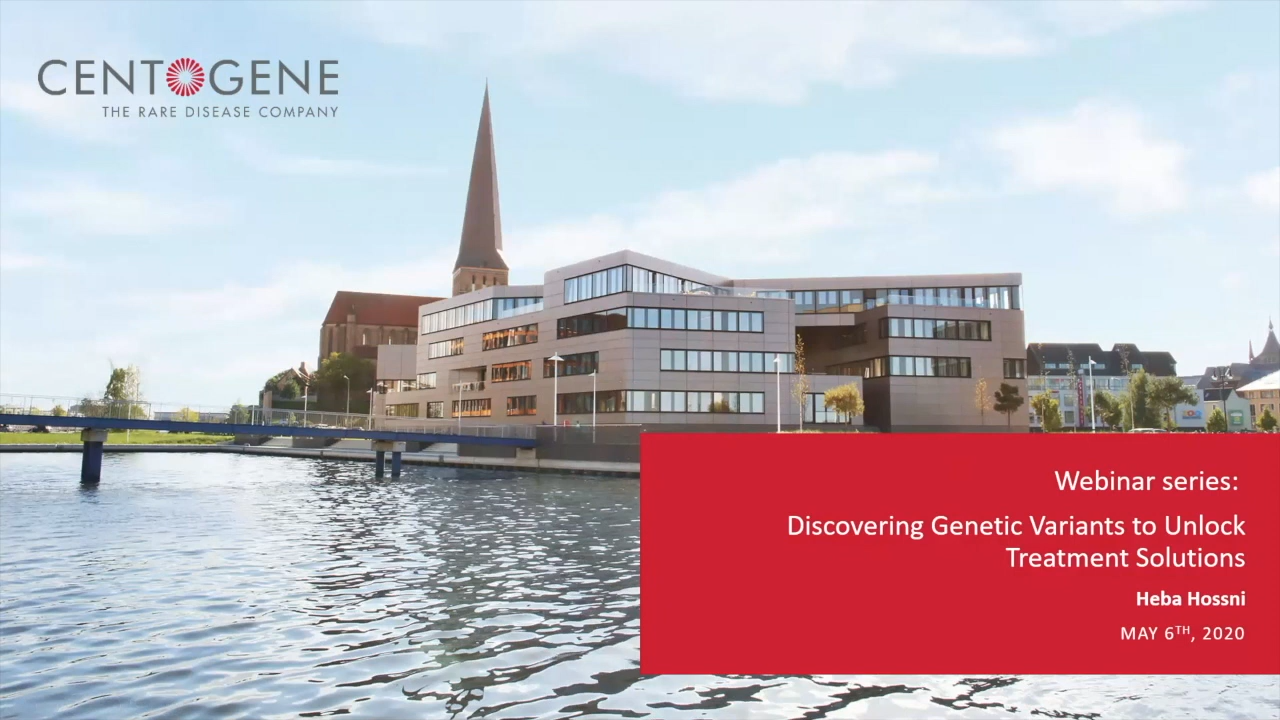 CENTOGENE
THE RARE DISEASE COMPANY
Webinar series:
Discovering Genetic Variants to Unlock
Treatment Solutions
Heba Hossni
MAY 6TH, 2020